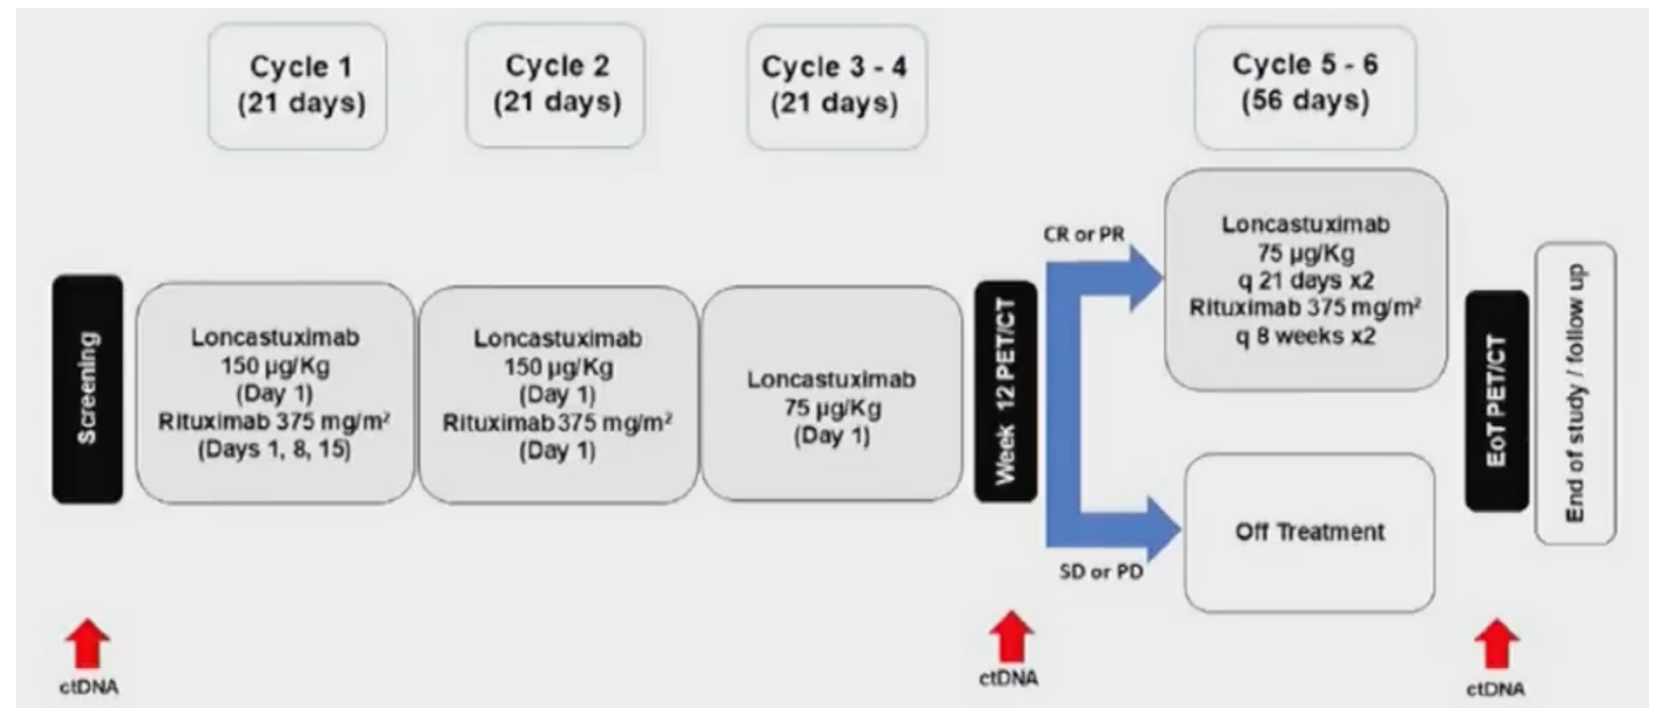 Cycle 1
(21 days)
Cycle 2
(21 days)
Cycle 3 - 4
(21 days)
Cycle 5 - 6
(56 days)
Screening
Loncastuximab
150 µg/Kg
(Day 1)
Rituximab 375 mg/m²
(Days 1, 8, 15)
Loncastuximab
150 µg/Kg
(Day 1)
Rituximab 375 mg/m²
(Day 1)
Loncastuximab
75 µg/Kg
(Day 1)
Week 12 PET/CT
CR or PR
Loncastuximab
75 µg/Kg
q 21 days x2
Rituximab 375 mg/m²
q 8 weeks x2
SD or PD
Off Treatment
EoT PET/CT
End of study / follow up
ctDNA
ctDNA
ctDNA